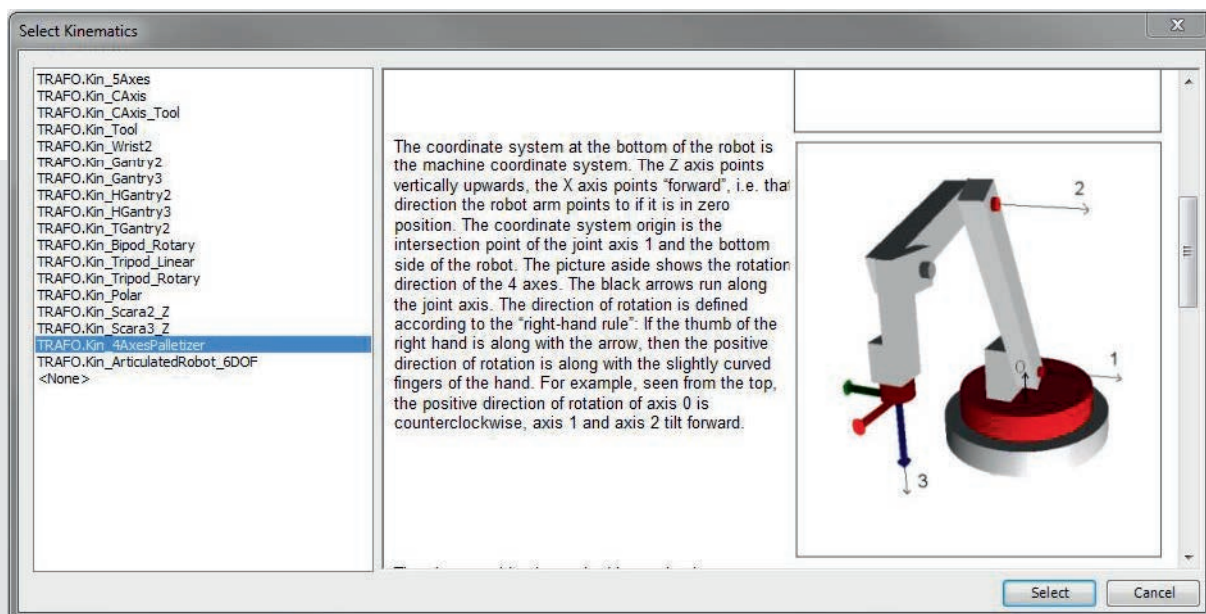 Select Kinematics
X
TRAFO.Kin_5Axes
TRAFO.Kin_CAxis
TRAFO.Kin_CAxis_Tool
TRAFO.Kin_Tool
TRAFO.Kin_Wrist2
TRAFO.Kin_Gantry2
TRAFO.Kin_Gantry3
TRAFO.Kin_HGantry2
TRAFO.Kin_HGantry3
TRAFO.Kin_TGantry2
TRAFO.Kin_Bipod_Rotary
TRAFO.Kin_Tripod_Linear
TRAFO.Kin_Tripod_Rotary
TRAFO.Kin_Polar
TRAFO.Kin_Scara2_Z
TRAFO.Kin_Scara3_Z
TRAFO.Kin_4AxesPalletizer
TRAFO.Kin_ArticulatedRobot_6DOF
<None>
The coordinate system at the bottom of the robot is
the machine coordinate system. The Z axis points
vertically upwards, the X axis points “forward”, i.e. that
direction the robot arm points to if it is in zero
position. The coordinate system origin is the
intersection point of the joint axis 1 and the bottom
side of the robot. The picture aside shows the rotation
direction of the 4 axes. The black arrows run along
the joint axis. The direction of rotation is defined
according to the “right-hand rule”: If the thumb of the
right hand is along with the arrow, then the positive
direction of rotation is along with the slightly curved
fingers of the hand. For example, seen from the top,
the positive direction of rotation of axis 0 is
counterclockwise, axis 1 and axis 2 tilt forward.
2
1
0
3
Select
Cancel